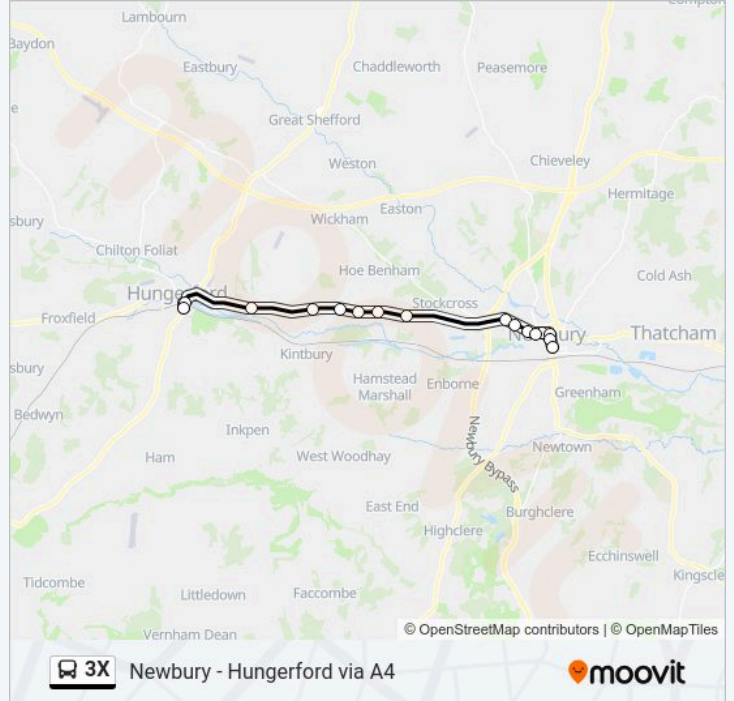 Compton
Lambourn
Baydon
Eastbury
Chaddleworth
Peasemore
Great Shefford
Weston
Chieveley
Hermitage
Easton
Wickham
sbury
Chilton Foliat
Hoe Benham
Cold Ash
Stockcross
Froxfield
Thatcham
Kintbury
sbury
Hamstead
Marshall
Enborne
Greenham
Bedwyn
Inkpen
Newtown
Ham
West Woodhay
Newbury Bypass
East End
Burghclere
Highclere
Ecchinswell
Tidcombe
Littledown
Faccombe
Kingscle
Vernham Dean
© OpenStreetMap contributors | © OpenMapTiles
3X Newbury - Hungerford via A4
moovit